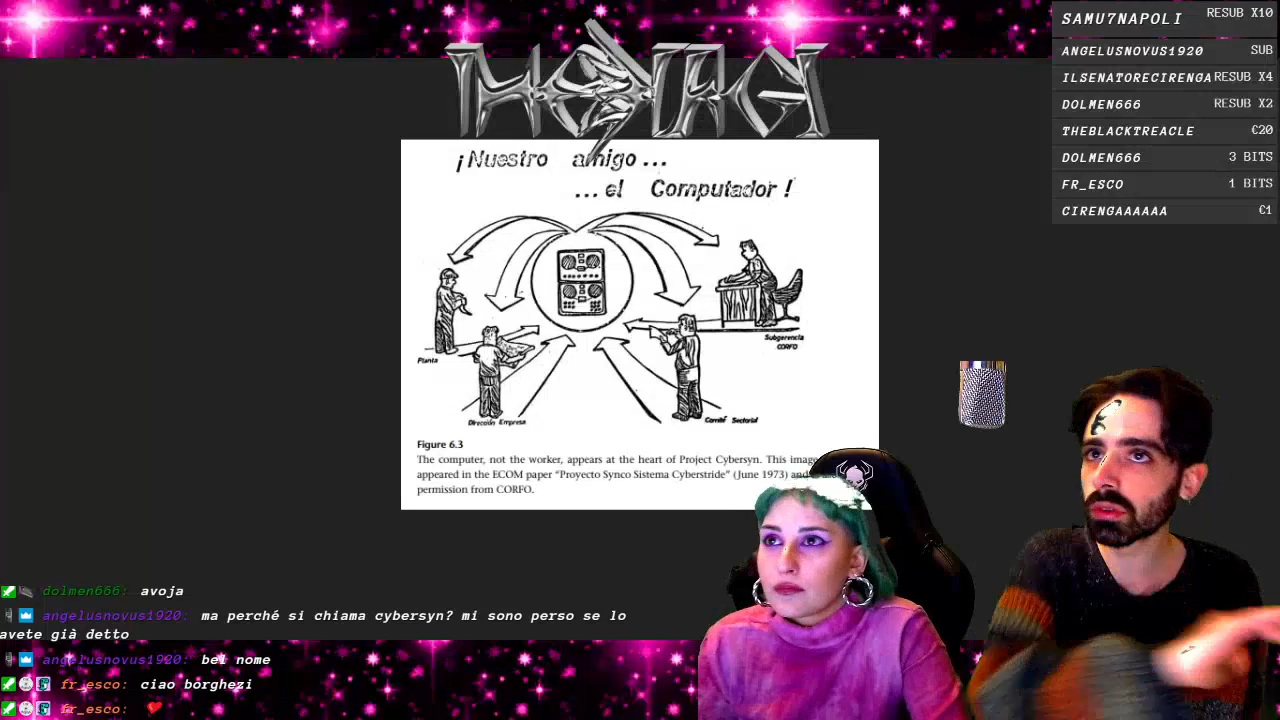 SAMU7NAPOLI RESUB X10
ANGELUSNOVUS1920 SUB
ILSENATORECIRENGA RESUB X4
DOLMEN666 RESUB X2
THEBLACKTREACLE €20
DOLMEN666 3 BITS
FR_ESCO 1 BITS
CIRENGAAAAAA €1
¡Nuestro amigo...
...el Computador!
Planta
Subgerencia
CORFO
Dirección Empresa
Comité Sectorial
Figure 6.3
The computer, not the worker, appears at the heart of Project Cybersyn. This image
appeared in the ECOM paper “Proyecto Synco Sistema Cyberstride” (June 1973) and
permission from CORFO.
dolmen666: avoja
angelusnovus1920: ma perché si chiama cybersyn? mi sono perso se lo
avete già detto
angelusnovus1920: bel nome
fr_esco: ciao borghezi
fr_esco: